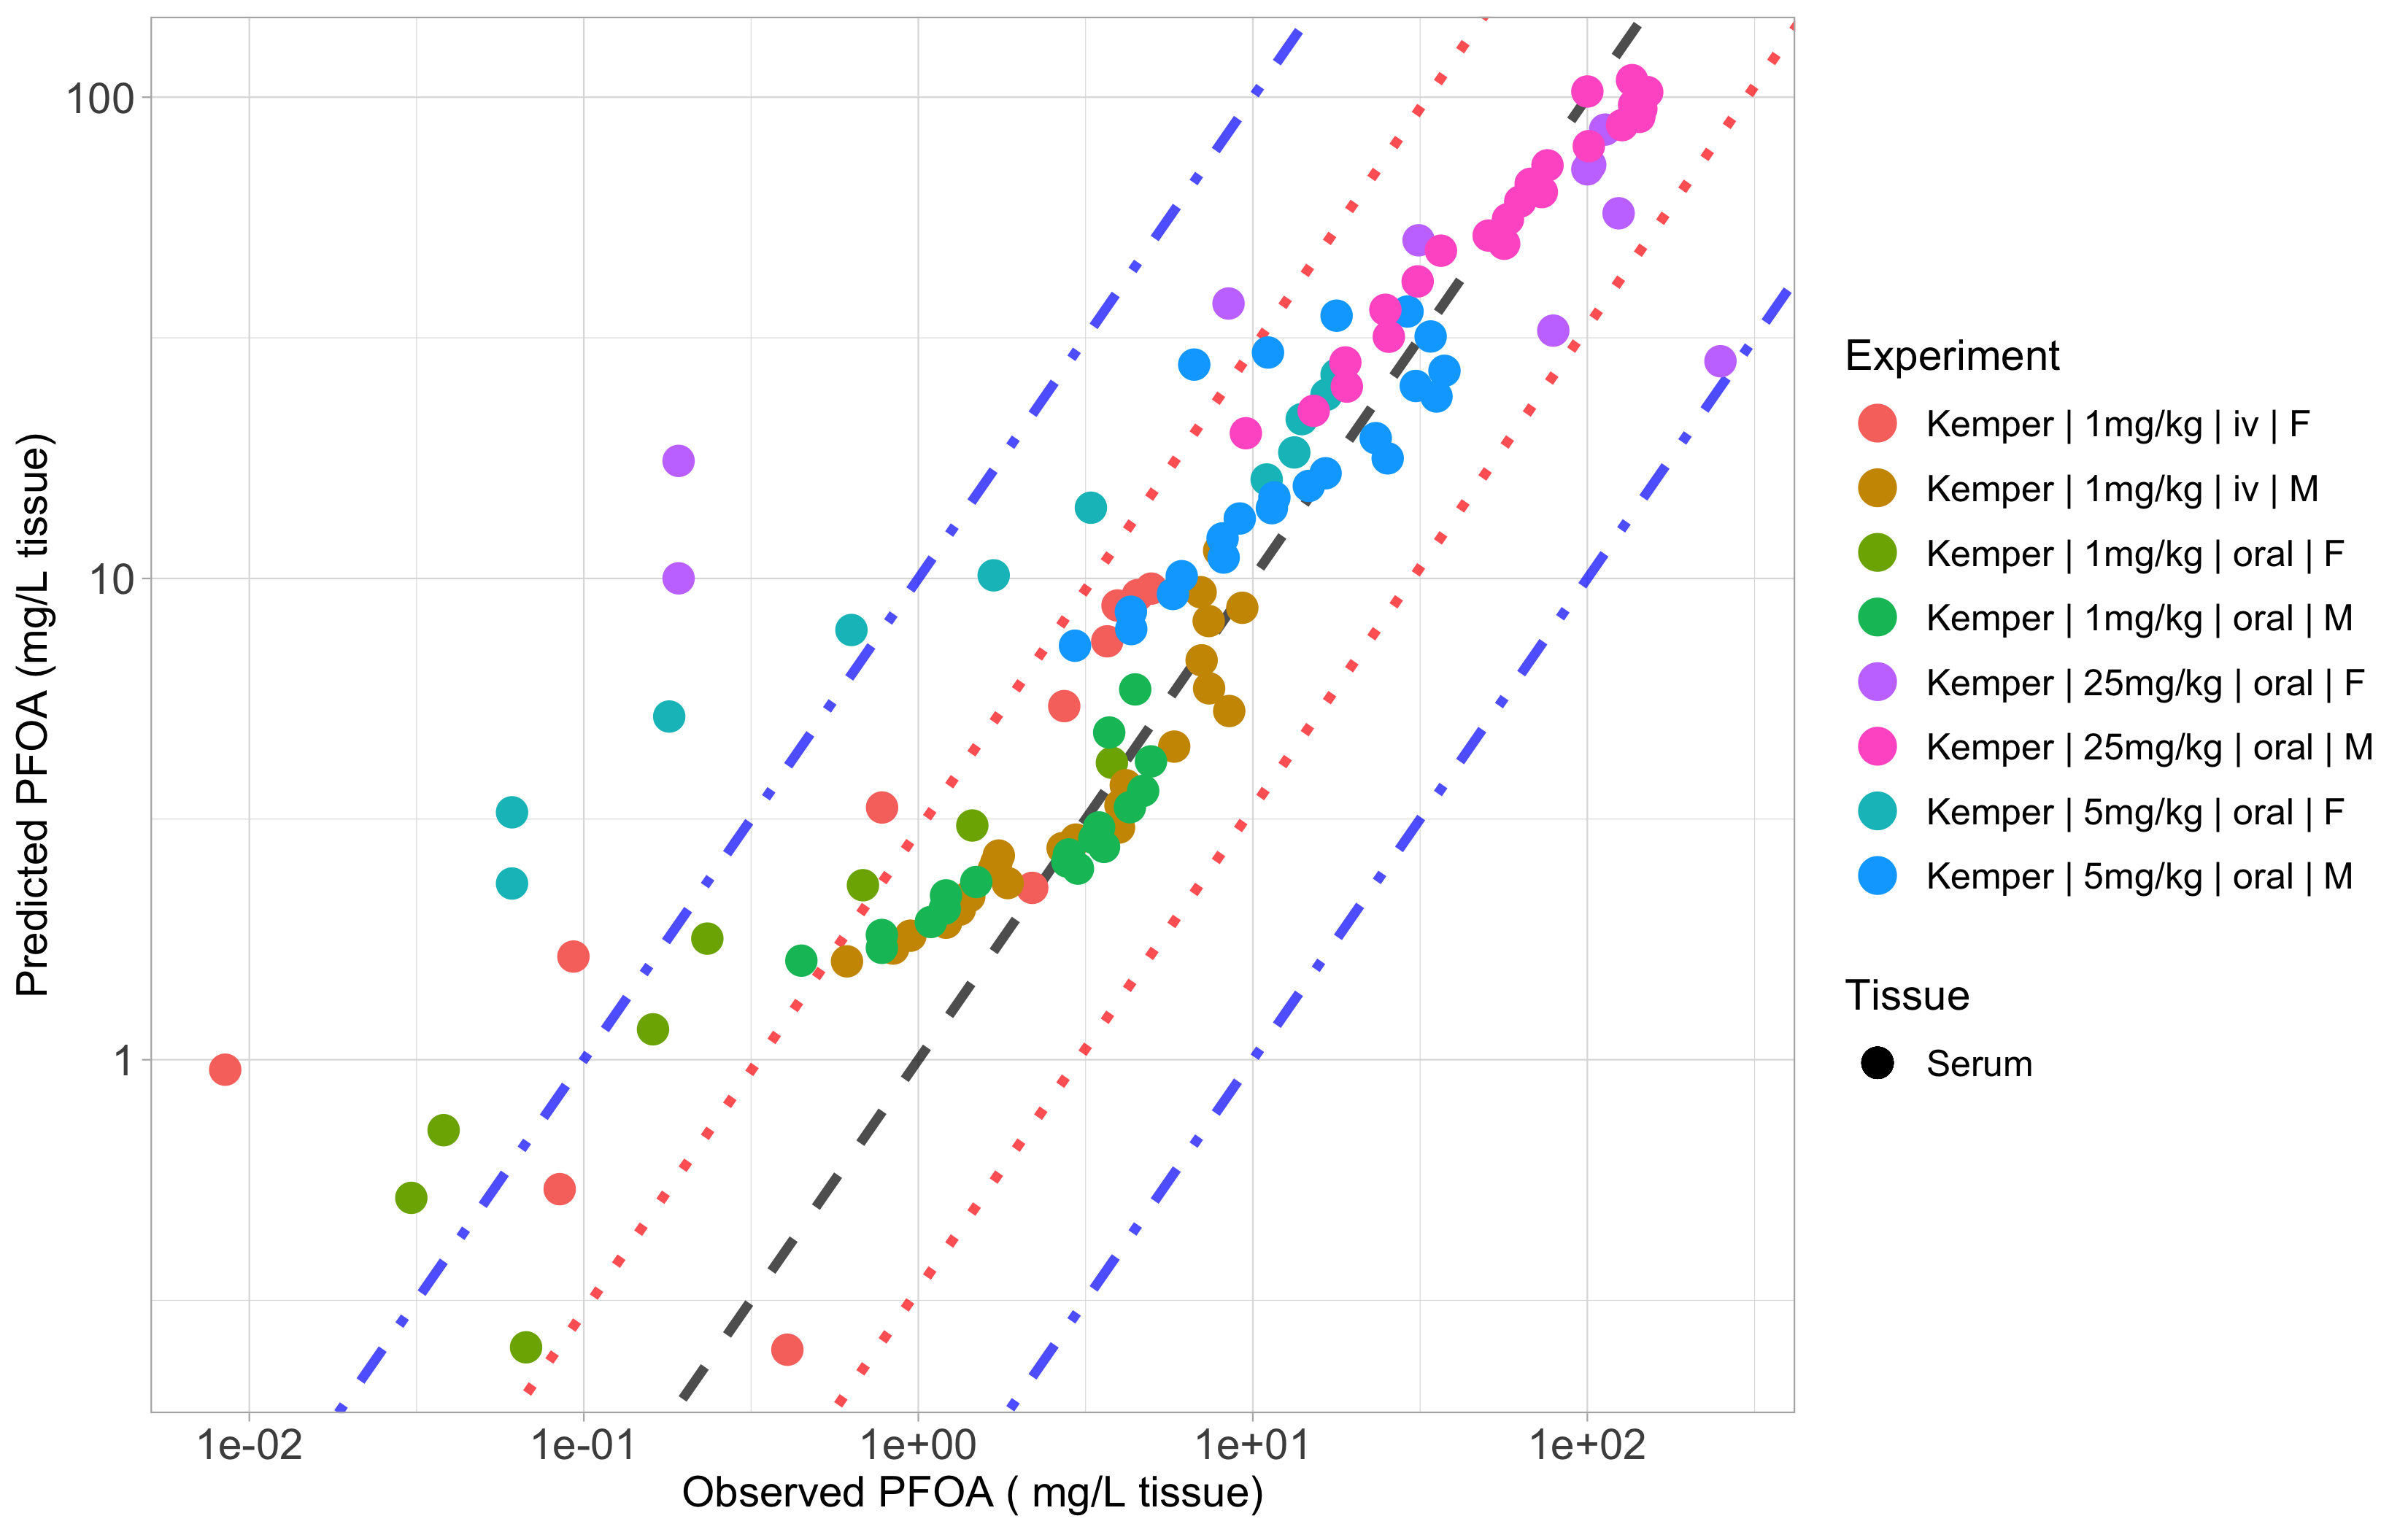 Predicted PFOA (mg/L tissue)
100
10
1
1e-02
1e-01
1e+00
1e+01
1e+02
Observed PFOA ( mg/L tissue)
Experiment
Kemper | 1mg/kg | iv | F
Kemper | 1mg/kg | iv | M
Kemper | 1mg/kg | oral | F
Kemper | 1mg/kg | oral | M
Kemper | 25mg/kg | oral | F
Kemper | 25mg/kg | oral | M
Kemper | 5mg/kg | oral | F
Kemper | 5mg/kg | oral | M
Tissue
Serum